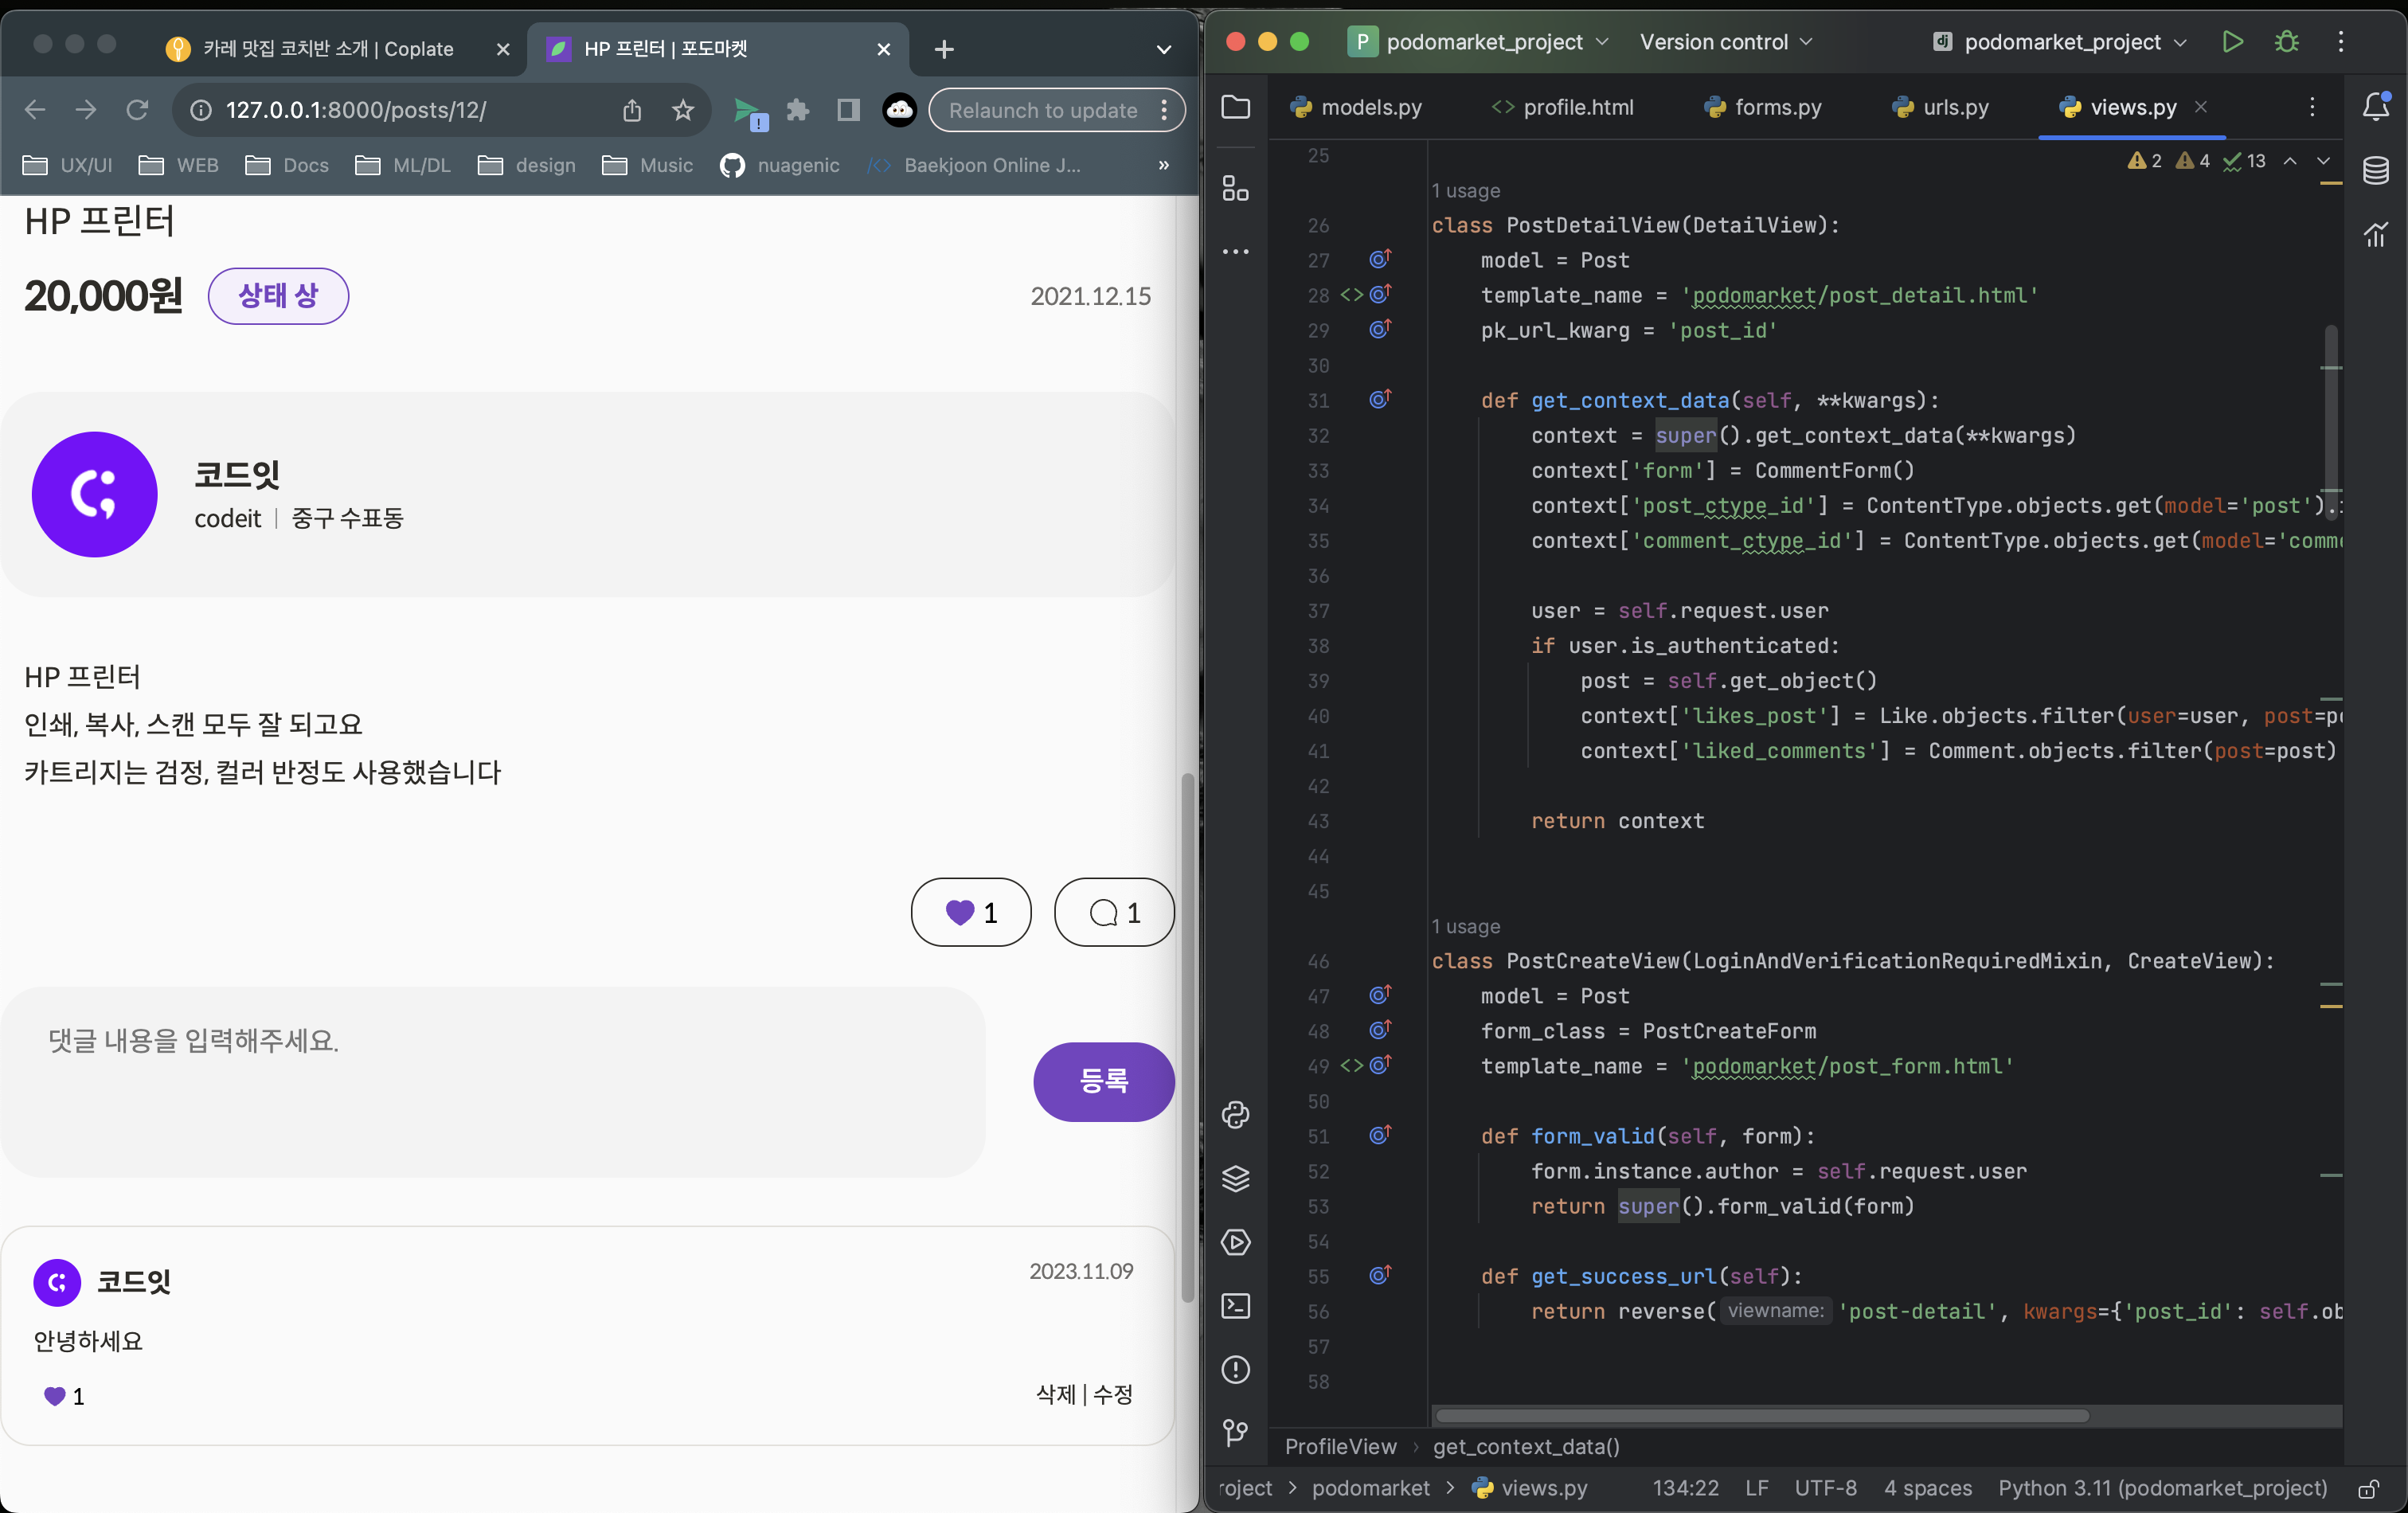 카레 맛집 코치반 소개 | Coplate
HP 프린터 | 포도마켓
127.0.0.1:8000/posts/12/
Relaunch to update
UX/UI
WEB
Docs
ML/DL
design
Music
nuagenic
Baekjoon Online J...
»
HP 프린터
20,000원
상태 상
2021.12.15
코드잇
codeit | 중구 수표동
HP 프린터
인쇄, 복사, 스캔 모두 잘 되고요
카트리지는 검정, 컬러 반정도 사용했습니다
1
1
댓글 내용을 입력해주세요.
등록
코드잇
2023.11.09
안녕하세요
1
삭제 | 수정
P podomarket_project
Version control
dj podomarket_project
models.py
profile.html
forms.py
urls.py
views.py
2 4 13
25
1 usage
26 class PostDetailView(DetailView):
27 model = Post
28 template_name = 'podomarket/post_detail.html'
29 pk_url_kwarg = 'post_id'
30
31 def get_context_data(self, **kwargs):
32 context = super().get_context_data(**kwargs)
33 context['form'] = CommentForm()
34 context['post_ctype_id'] = ContentType.objects.get(model='post').
35 context['comment_ctype_id'] = ContentType.objects.get(model='comm
36
37 user = self.request.user
38 if user.is_authenticated:
39 post = self.get_object()
40 context['likes_post'] = Like.objects.filter(user=user, post=p
41 context['liked_comments'] = Comment.objects.filter(post=post)
42
43 return context
44
45
1 usage
46 class PostCreateView(LoginAndVerificationRequiredMixin, CreateView):
47 model = Post
48 form_class = PostCreateForm
49 template_name = 'podomarket/post_form.html'
50
51 def form_valid(self, form):
52 form.instance.author = self.request.user
53 return super().form_valid(form)
54
55 def get_success_url(self):
56 return reverse( viewname: 'post-detail', kwargs={'post_id': self.ob
57
58
ProfileView › get_context_data()
roject > podomarket > views.py
134:22 LF UTF-8 4 spaces Python 3.11 (podomarket_project)